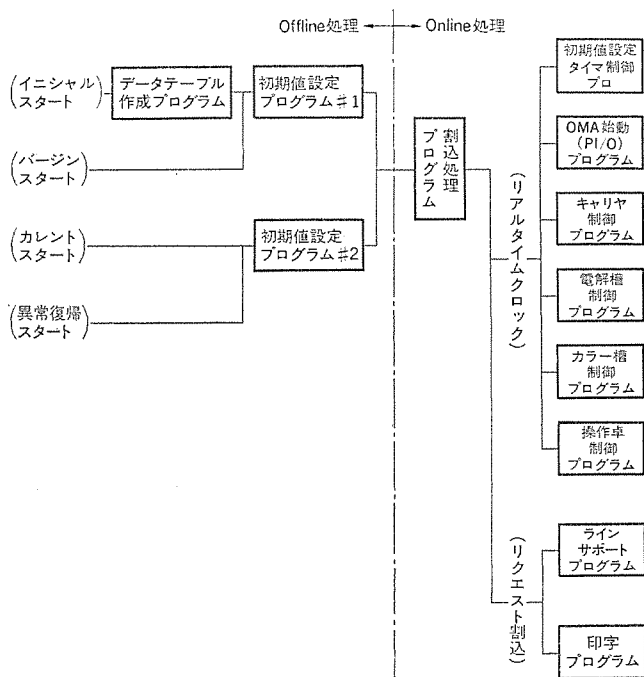 Offline処理
Online処理
(イニシャル
スタート)
データテーブル
作成プログラム
初期値設定
プログラム#1
(バージン
スタート)
(カレント
スタート)
初期値設定
プログラム#2
(異常復帰
スタート)
割込処理
プログラム
(リアルタイムクロック)
初期値設定
タイマ制御
プロ
OMA始動
(PI/O)
プログラム
キャリヤ
制御
プログラム
電解槽
制御
プログラム
カラー槽
制御
プログラム
操作卓
制御
プログラム
(リクエスト割込)
ライン
サポート
プログラム
印字
プログラム